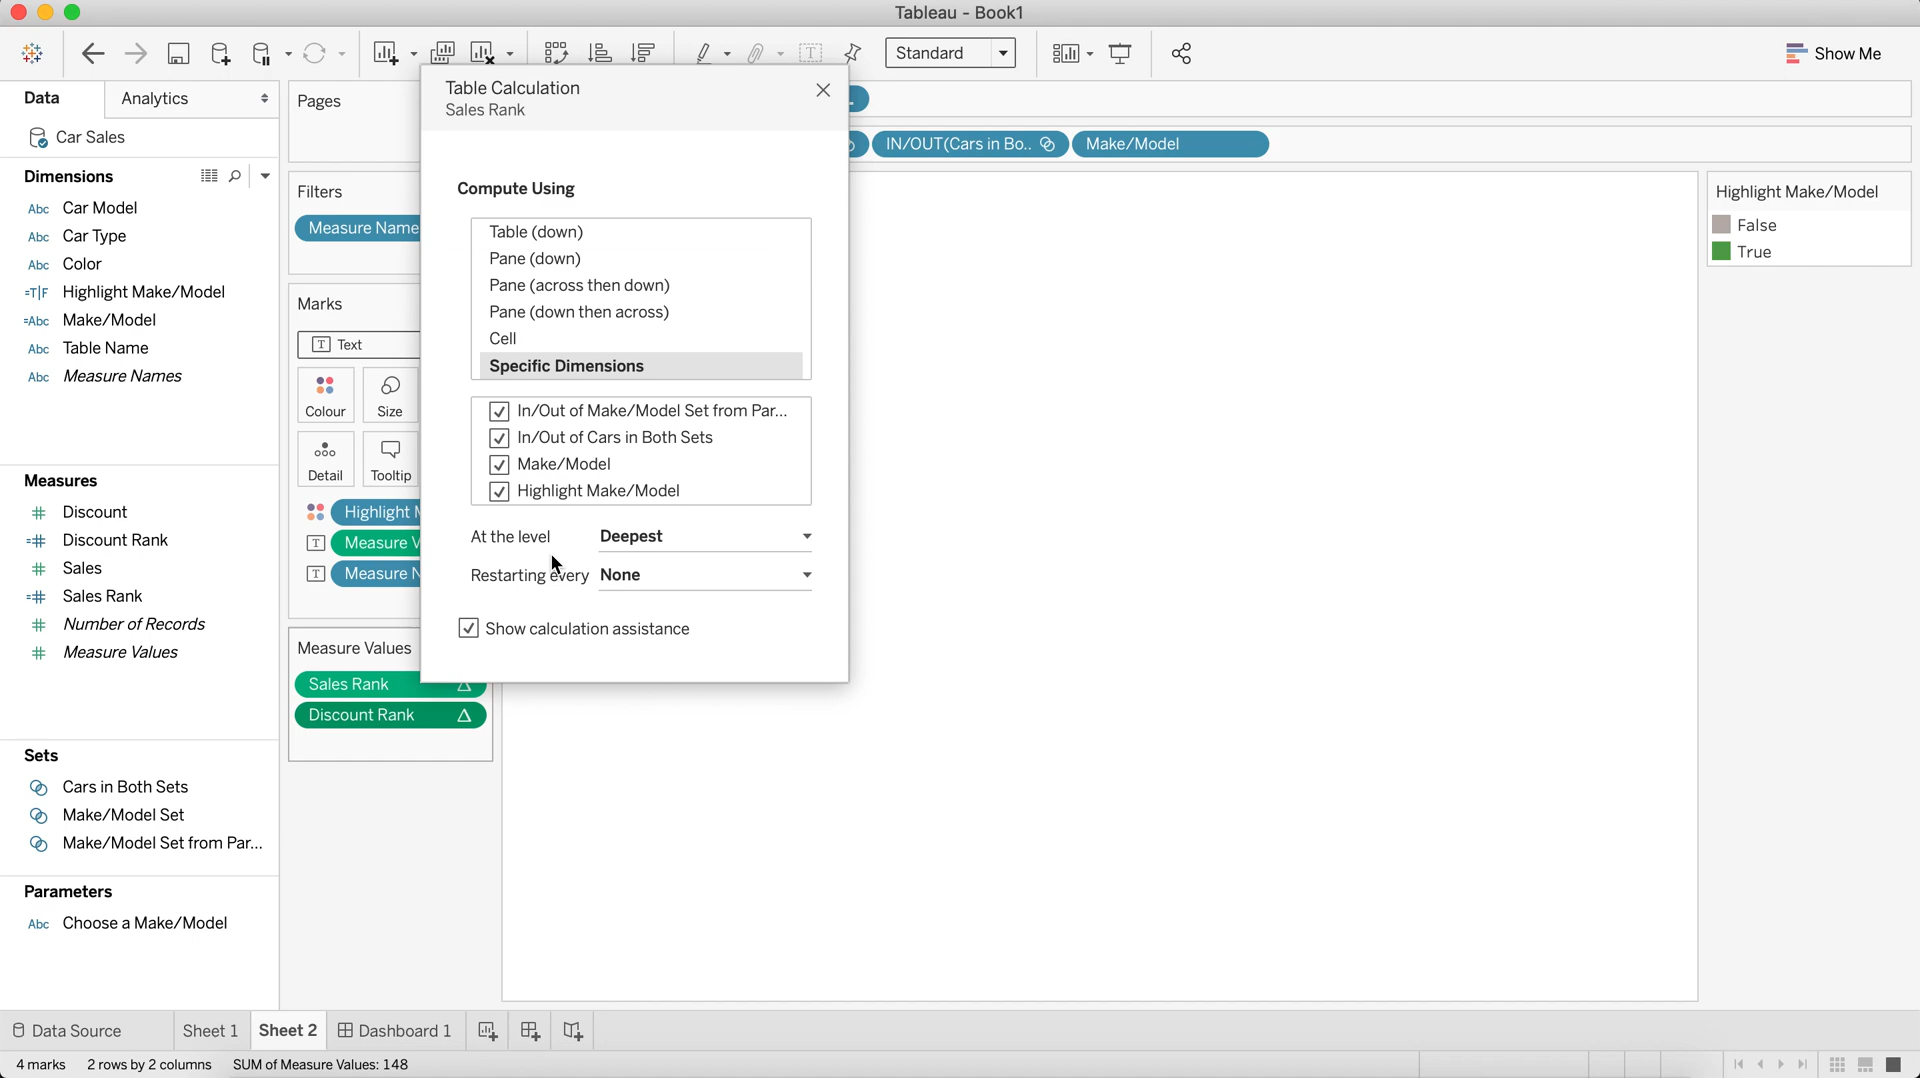 Tableau - Book1
Standard
Show Me
Data
Analytics
Car Sales
Dimensions
Abc Car Model
Abc Car Type
Abc Color
=T|F Highlight Make/Model
=Abc Make/Model
Abc Table Name
Abc Measure Names
Measures
# Discount
=# Discount Rank
# Sales
=# Sales Rank
# Number of Records
# Measure Values
Sets
Cars in Both Sets
Make/Model Set
Make/Model Set from Par...
Parameters
Abc Choose a Make/Model
Pages
Filters
Measure Name
Marks
T Text
Colour
Size
Detail
Tooltip
Highlight
T Measure
T Measure
Measure Values
Sales Rank
Discount Rank
Table Calculation
Sales Rank
Compute Using
Table (down)
Pane (down)
Pane (across then down)
Pane (down then across)
Cell
Specific Dimensions
In/Out of Make/Model Set from Par...
In/Out of Cars in Both Sets
Make/Model
Highlight Make/Model
At the level Deepest
Restarting every None
Show calculation assistance
IN/OUT(Cars in Bo..
Make/Model
Highlight Make/Model
False
True
Data Source
Sheet 1
Sheet 2
Dashboard 1
4 marks
2 rows by 2 columns
SUM of Measure Values: 148